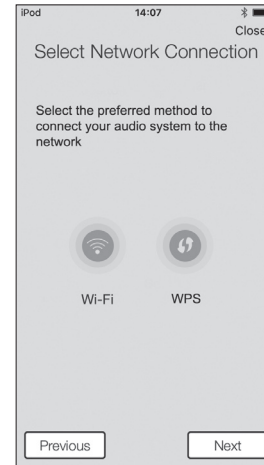 iPod 14:07
Close
Select Network Connection
Select the preferred method to
connect your audio system to the
network
Wi-Fi WPS
Previous Next